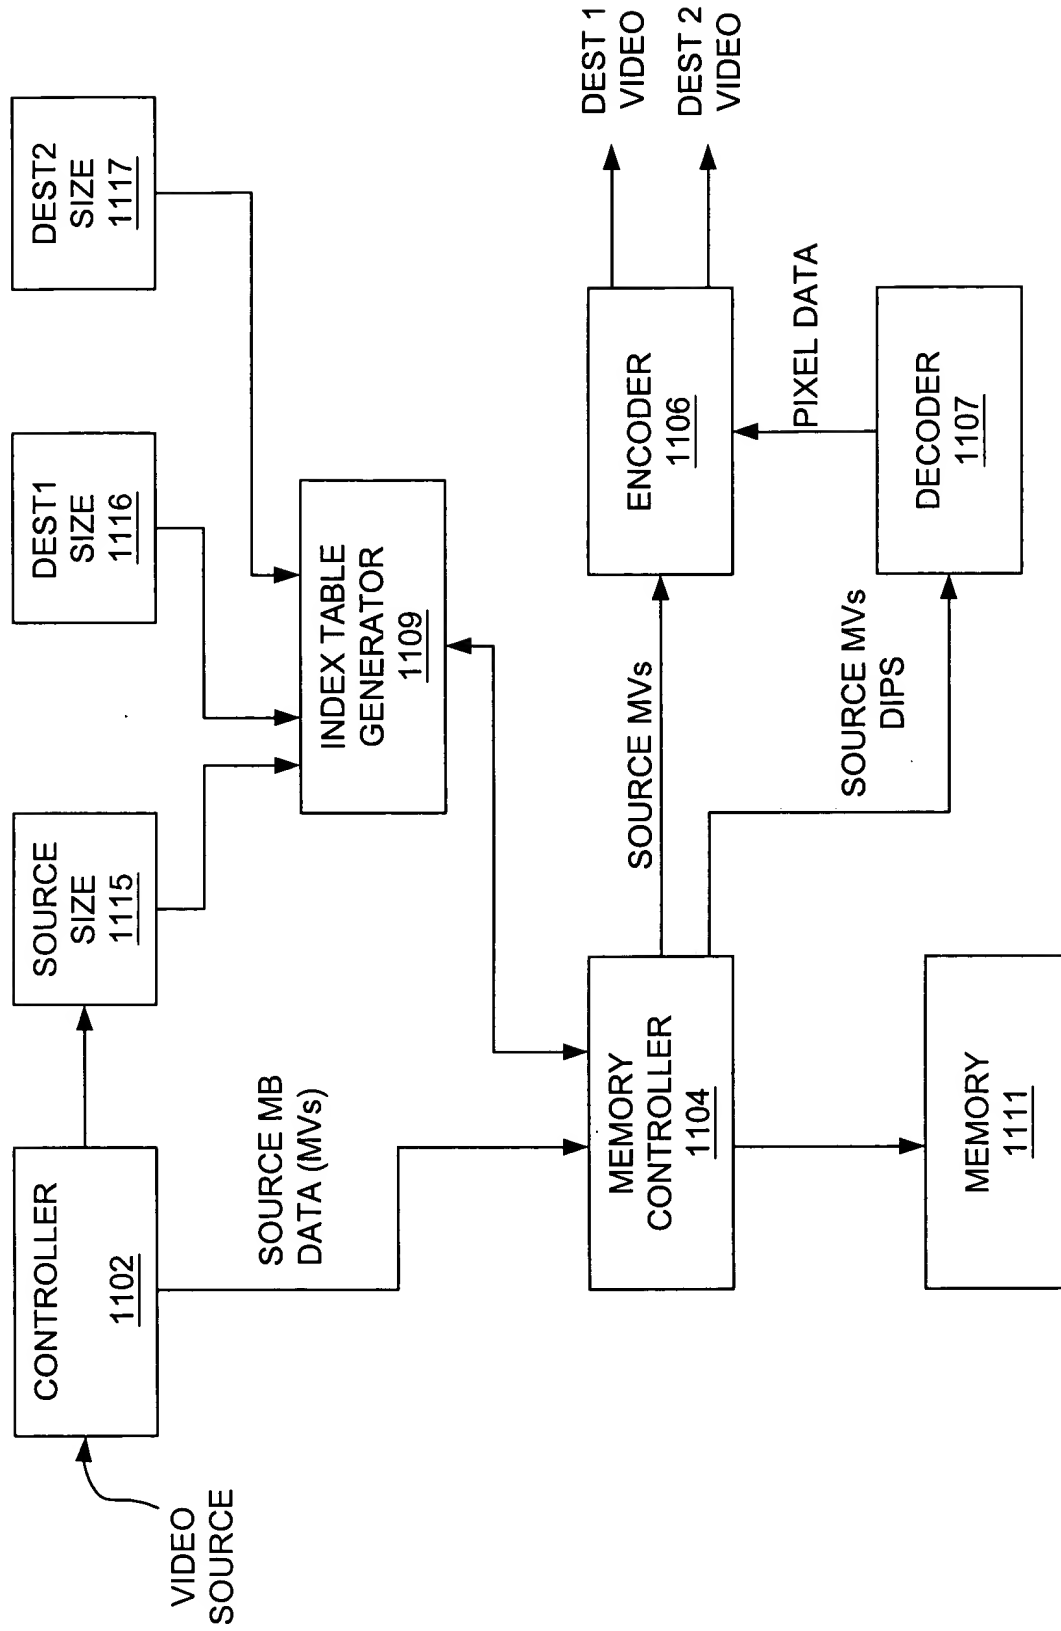 VIDEO
SOURCE
CONTROLLER
1102
SOURCE
SIZE
1115
DEST1
SIZE
1116
DEST2
SIZE
1117
SOURCE MB
DATA (MVs)
INDEX TABLE
GENERATOR
1109
MEMORY
CONTROLLER
1104
SOURCE MVs
ENCODER
1106
DEST 1
VIDEO
DEST 2
VIDEO
PIXEL DATA
SOURCE MVs
DIPS
DECODER
1107
MEMORY
1111